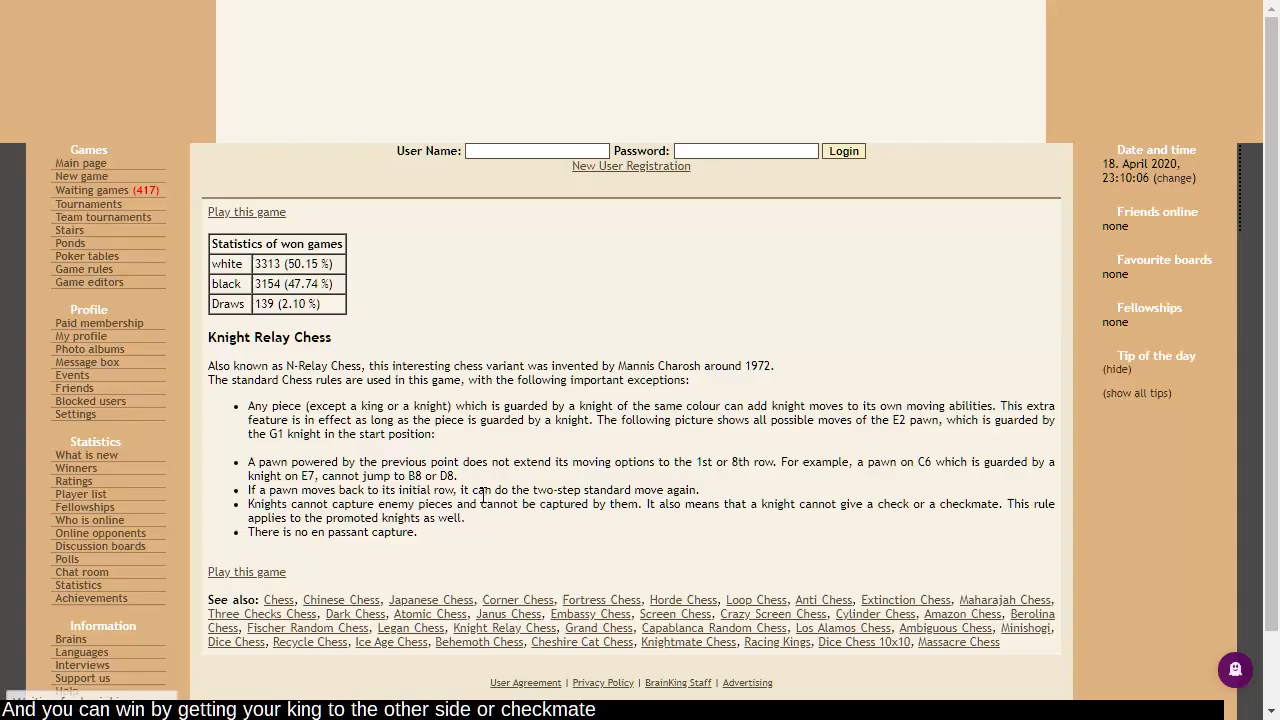 User Name: Password: Login
New User Registration
Games
Main page
New game
Waiting games (417)
Tournaments
Team tournaments
Stairs
Ponds
Poker tables
Game rules
Game editors
Profile
Paid membership
My profile
Photo albums
Message box
Events
Friends
Blocked users
Settings
Statistics
What is new
Winners
Ratings
Player list
Fellowships
Who is online
Online opponents
Discussion boards
Polls
Chat room
Statistics
Achievements
Information
Brains
Languages
Interviews
Support us
Help
Play this game
Statistics of won games
white 3313 (50.15 %)
black 3154 (47.74 %)
Draws 139 (2.10 %)
Knight Relay Chess
Also known as N-Relay Chess, this interesting chess variant was invented by Mannis Charosh around 1972.
The standard Chess rules are used in this game, with the following important exceptions:
• Any piece (except a king or a knight) which is guarded by a knight of the same colour can add knight moves to its own moving abilities. This extra
feature is in effect as long as the piece is guarded by a knight. The following picture shows all possible moves of the E2 pawn, which is guarded by
the G1 knight in the start position:
• A pawn powered by the previous point does not extend its moving options to the 1st or 8th row. For example, a pawn on C6 which is guarded by a
knight on E7, cannot jump to B8 or D8.
• If a pawn moves back to its initial row, it can do the two-step standard move again.
• Knights cannot capture enemy pieces and cannot be captured by them. It also means that a knight cannot give a check or a checkmate. This rule
applies to the promoted knights as well.
• There is no en passant capture.
Play this game
See also: Chess, Chinese Chess, Japanese Chess, Corner Chess, Fortress Chess, Horde Chess, Loop Chess, Anti Chess, Extinction Chess, Maharajah Chess,
Three Checks Chess, Dark Chess, Atomic Chess, Janus Chess, Embassy Chess, Screen Chess, Crazy Screen Chess, Cylinder Chess, Amazon Chess, Berolina
Chess, Fischer Random Chess, Legan Chess, Knight Relay Chess, Grand Chess, Capablanca Random Chess, Los Alamos Chess, Ambiguous Chess, Minishogi,
Dice Chess, Recycle Chess, Ice Age Chess, Behemoth Chess, Cheshire Cat Chess, Knightmate Chess, Racing Kings, Dice Chess 10x10, Massacre Chess
User Agreement | Privacy Policy | BrainKing Staff | Advertising
Date and time
18. April 2020,
23:10:06 (change)
Friends online
none
Favourite boards
none
Fellowships
none
Tip of the day
(hide)
(show all tips)
And you can win by getting your king to the other side or checkmate